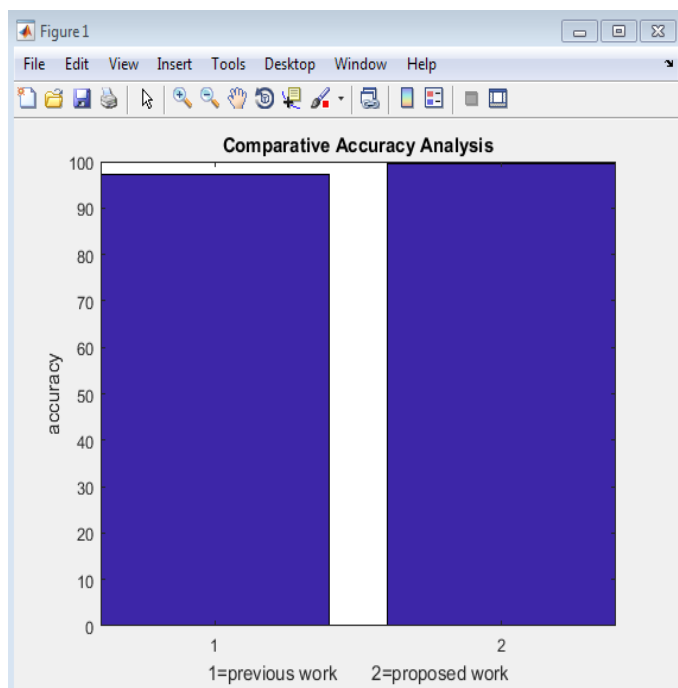 Figure 1
File Edit View Insert Tools Desktop Window Help
Comparative Accuracy Analysis
100
90
80
70
60
50
40
30
20
10
0
accuracy
1 2
1=previous work 2=proposed work